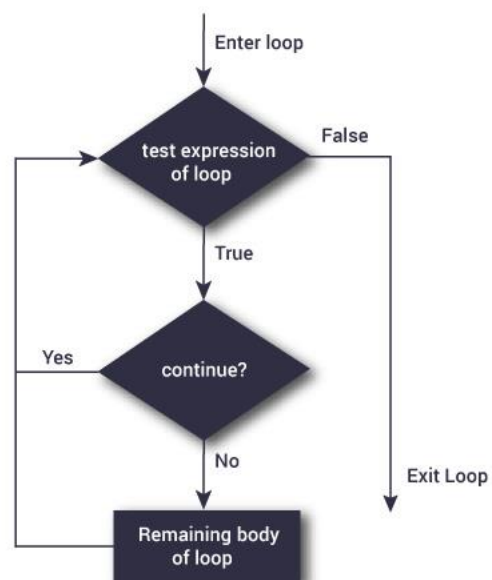 Enter loop
test expression
of loop
False
True
Yes
continue?
No
Exit Loop
Remaining body
of loop